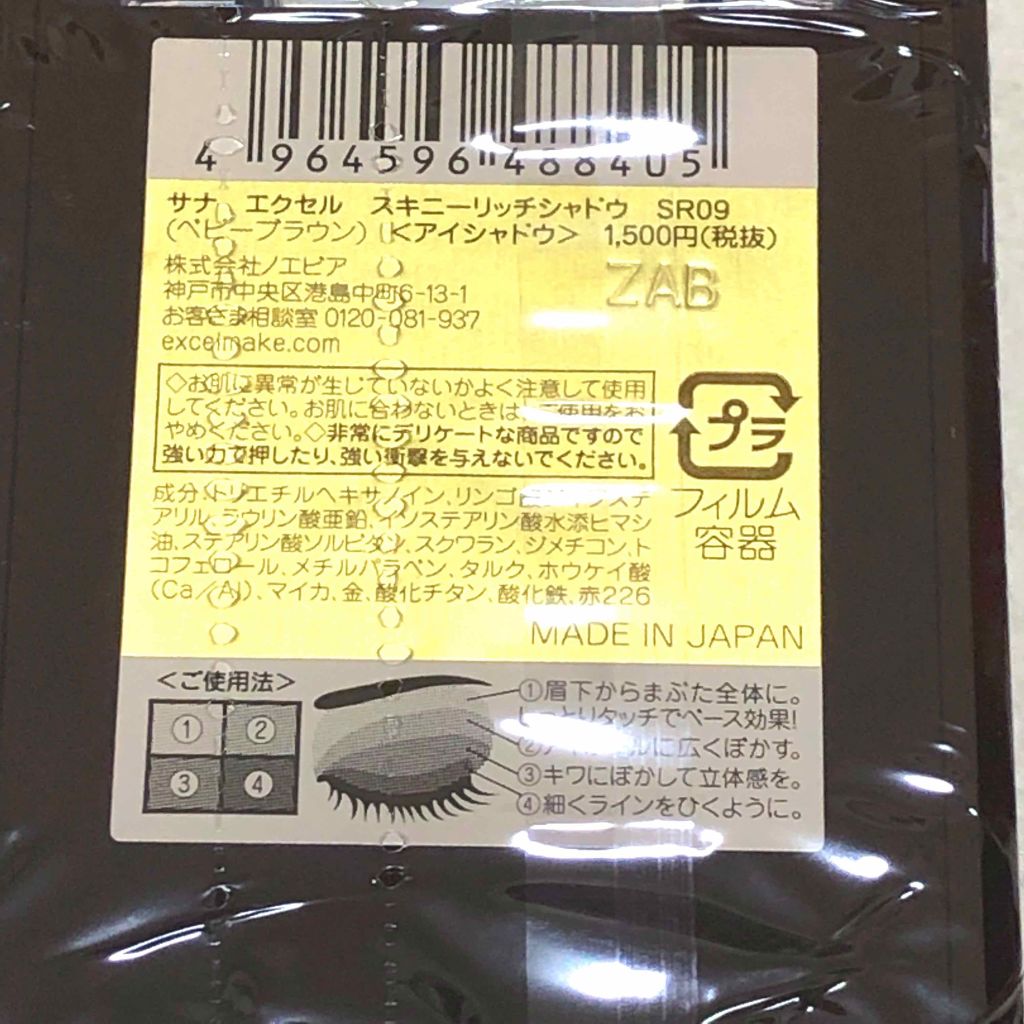 4 964596 488405
サナ エクセル スキニーリッチシャドウ SR09
(ベビーブラウン) <アイシャドウ> 1,500円(税抜)
株式会社ノエビア
神戸市中央区港島中町6-13-1
お客さま相談室 0120-081-937
excelmake.com
ZAB
◇お肌に異常が生じていないかよく注意して使用
してください。お肌に合わないときは、ご使用をお
やめください。◇非常にデリケートな商品ですので
強い力で押したり、強い衝撃を与えないでください。
プラ
フィルム
容器
成分:トリエチルヘキサノイン、リンゴ酸ジイソステ
アリル、ラウリン酸亜鉛、イソステアリン酸水添ヒマシ
油、ステアリン酸ソルビタン、スクワラン、ジメチコン、ト
コフェロール、メチルパラベン、タルク、ホウケイ酸
(Ca/Al)、マイカ、金、酸化チタン、酸化鉄、赤226
MADE IN JAPAN
<ご使用法>
① ②
③ ④
①眉下からまぶた全体に。
しっとりタッチでベース効果!
②アイホールに広くぼかす。
③キワにぼかして立体感を。
④細くラインをひくように。